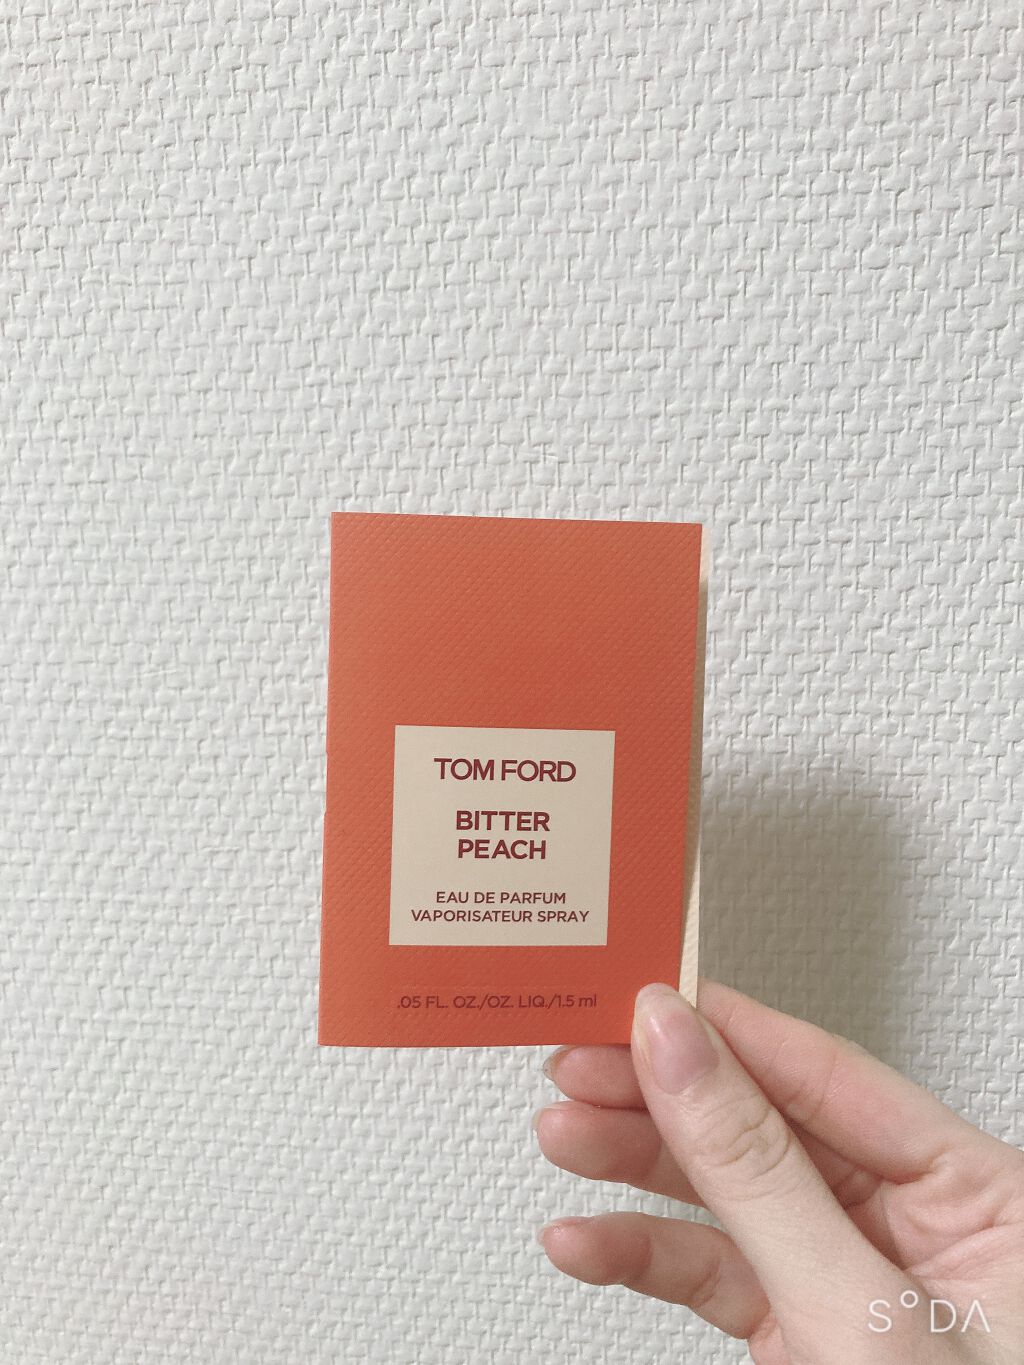 TOM FORD
BITTER
PEACH
EAU DE PARFUM
VAPORISATEUR SPRAY
.05 FL. OZ./OZ. LIQ./1.5 ml
S°DA